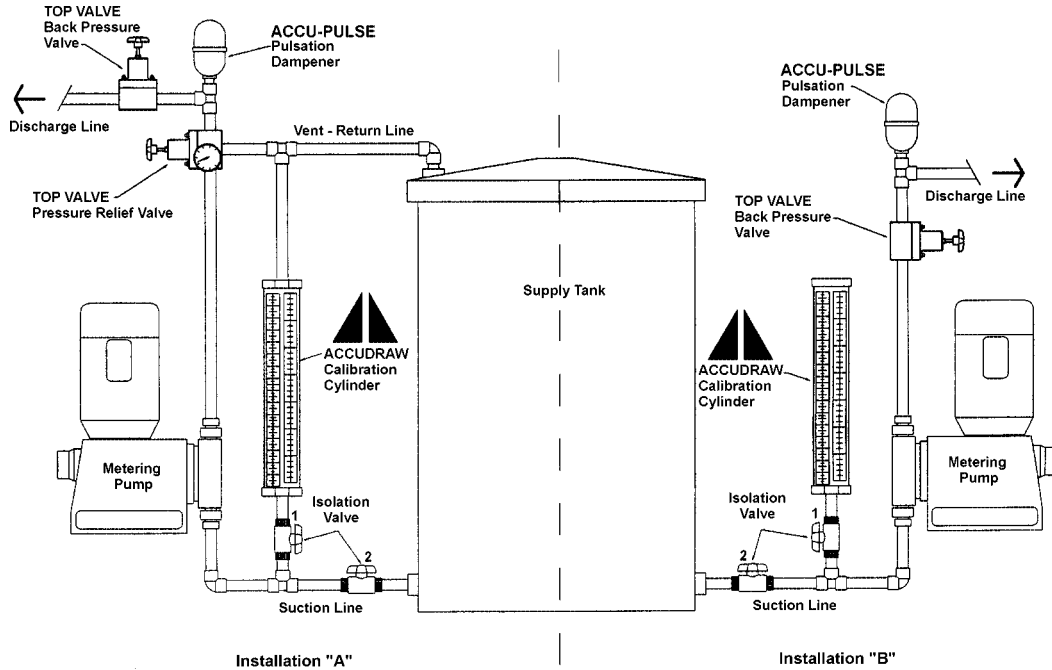 TOP VALVE
Back Pressure
Valve
ACCU-PULSE
Pulsation
Dampener
Discharge Line
Vent - Return Line
TOP VALVE
Pressure Relief Valve
ACCUDRAW
Calibration
Cylinder
Metering
Pump
Isolation
Valve
1
2
Suction Line
Installation "A"
Supply Tank
ACCU-PULSE
Pulsation
Dampener
Discharge Line
TOP VALVE
Back Pressure
Valve
ACCUDRAW
Calibration
Cylinder
Isolation
Valve
1
2
Metering
Pump
Suction Line
Installation "B"